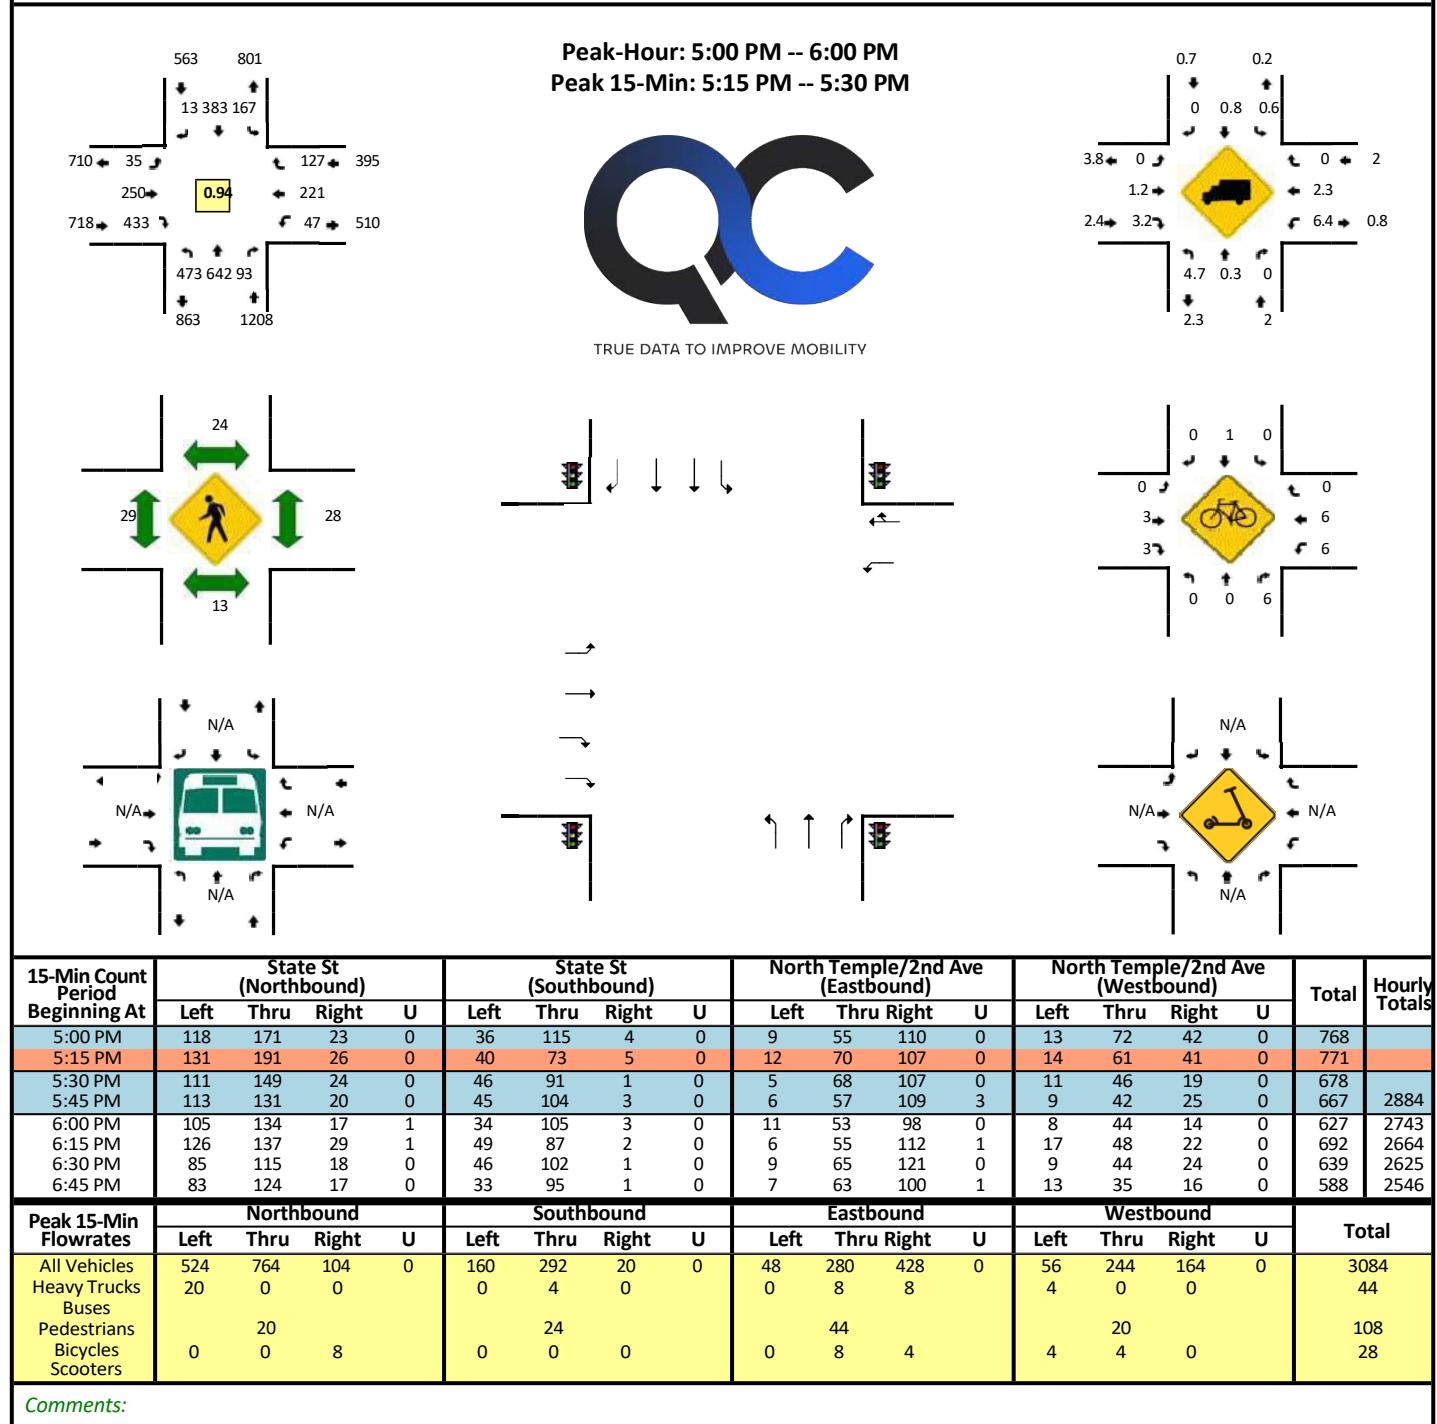 Peak-Hour: 5:00 PM -- 6:00 PM
Peak 15-Min: 5:15 PM -- 5:30 PM
563 801
13 383 167
710 35 127 395
250 0.94 221
718 433 47 510
473 642 93
863 1208
QC
TRUE DATA TO IMPROVE MOBILITY
0.7 0.2
0 0.8 0.6
3.8 0 0 2
1.2 2.3
2.4 3.2 6.4 0.8
4.7 0.3 0
2.3 2
24
29 28
13
0 1 0
0 0
3 6
3 6
0 0 6
N/A
N/A N/A
N/A
N/A
N/A N/A
N/A
15-Min Count Period Beginning At State St (Northbound) State St (Southbound) North Temple/2nd Ave (Eastbound) North Temple/2nd Ave (Westbound) Total Hourly Totals
Left Thru Right U Left Thru Right U Left Thru Right U Left Thru Right U
5:00 PM 118 171 23 0 36 115 4 0 9 55 110 0 13 72 42 0 768
5:15 PM 131 191 26 0 40 73 5 0 12 70 107 0 14 61 41 0 771
5:30 PM 111 149 24 0 46 91 1 0 5 68 107 0 11 46 19 0 678
5:45 PM 113 131 20 0 45 104 3 0 6 57 109 3 9 42 25 0 667 2884
6:00 PM 105 134 17 1 34 105 3 0 11 53 98 0 8 44 14 0 627 2743
6:15 PM 126 137 29 1 49 87 2 0 6 55 112 1 17 48 22 0 692 2664
6:30 PM 85 115 18 0 46 102 1 0 9 65 121 0 9 44 24 0 639 2625
6:45 PM 83 124 17 0 33 95 1 0 7 63 100 1 13 35 16 0 588 2546
Peak 15-Min Flowrates Northbound Southbound Eastbound Westbound Total
Left Thru Right U Left Thru Right U Left Thru Right U Left Thru Right U
All Vehicles 524 764 104 0 160 292 20 0 48 280 428 0 56 244 164 0 3084
Heavy Trucks 20 0 0 0 4 0 0 8 8 4 0 0 44
Buses
Pedestrians 20 24 44 20 108
Bicycles 0 0 8 0 0 0 0 8 4 4 4 0 28
Scooters
Comments: